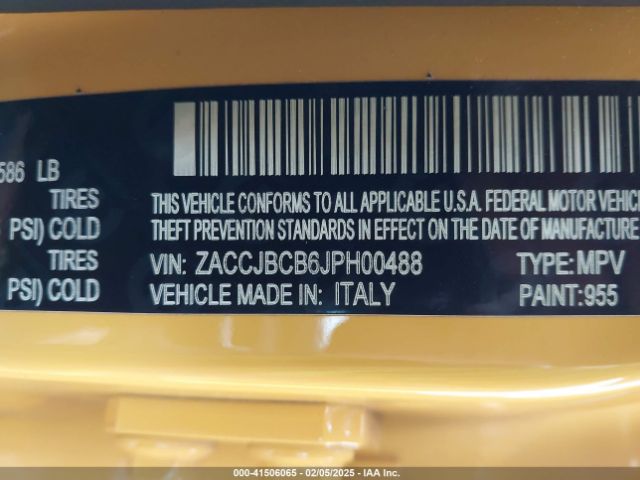 586 LB
TIRES
PSI) COLD
TIRES
PSI) COLD
THIS VEHICLE CONFORMS TO ALL APPLICABLE U.S.A. FEDERAL MOTOR VEHIC
THEFT PREVENTION STANDARDS IN EFFECT ON THE DATE OF MANUFACTURE
VIN: ZACCJBCB6JPH00488 TYPE:MPV
VEHICLE MADE IN: ITALY PAINT:955
000-41506065 - 02/05/2025 - IAA Inc.